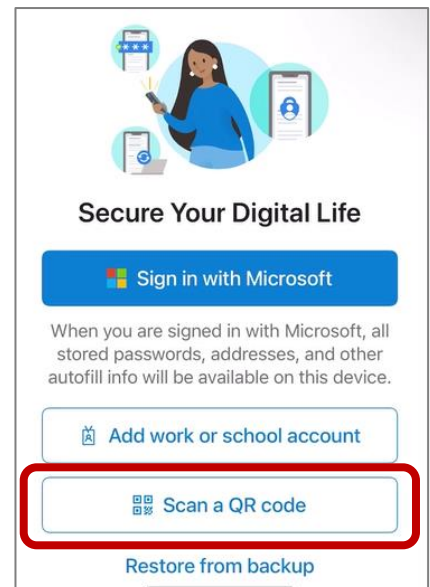 Secure Your Digital Life
Sign in with Microsoft
When you are signed in with Microsoft, all
stored passwords, addresses, and other
autofill info will be available on this device.
Add work or school account
Scan a QR code
Restore from backup